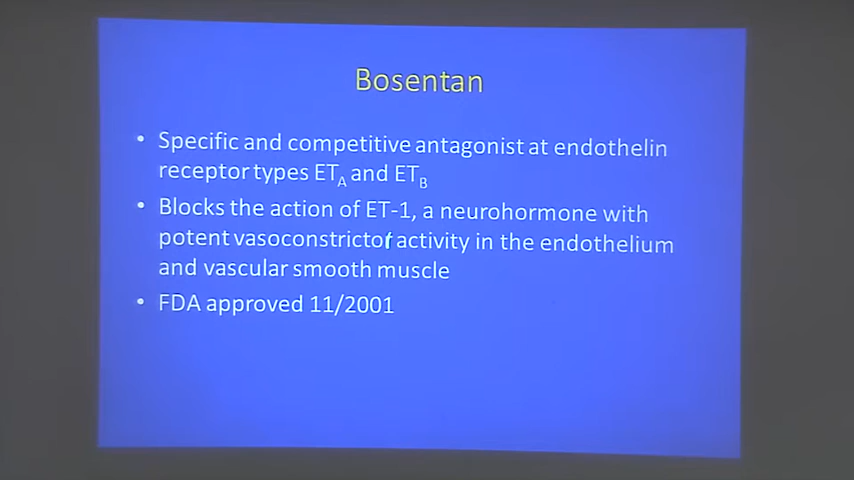 Bosentan
• Specific and competitive antagonist at endothelin
receptor types ETA and ETB
• Blocks the action of ET-1, a neurohormone with
potent vasoconstrictor activity in the endothelium
and vascular smooth muscle
• FDA approved 11/2001